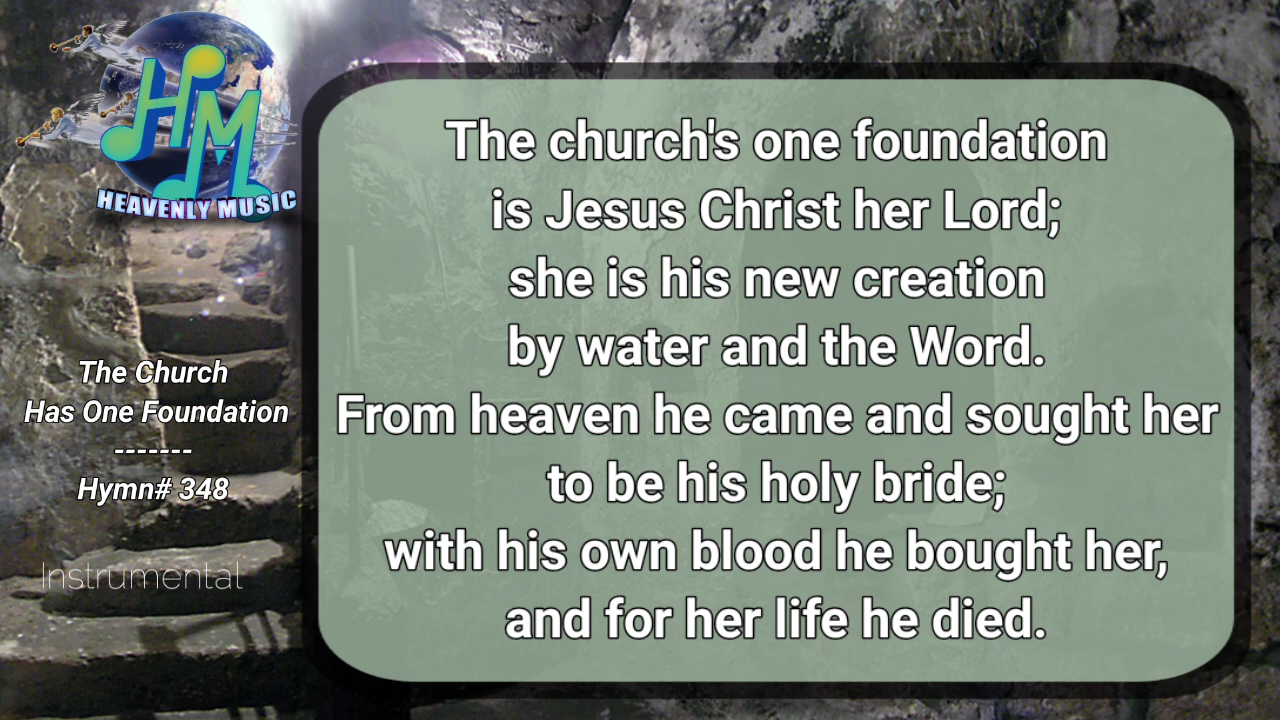 HM
HEAVENLY MUSIC
The Church
Has One Foundation
-------
Hymn# 348
Instrumental
The church's one foundation
is Jesus Christ her Lord;
she is his new creation
by water and the Word.
From heaven he came and sought her
to be his holy bride;
with his own blood he bought her,
and for her life he died.